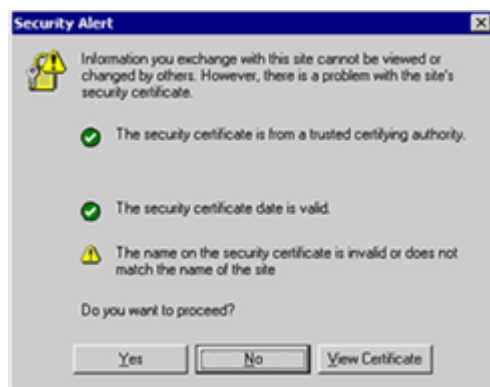 Security Alert
Information you exchange with this site cannot be viewed or
changed by others. However, there is a problem with the site's
security certificate.
The security certificate is from a trusted certifying authority.
The security certificate date is valid.
The name on the security certificate is invalid or does not
match the name of the site
Do you want to proceed?
Yes
No
View Certificate